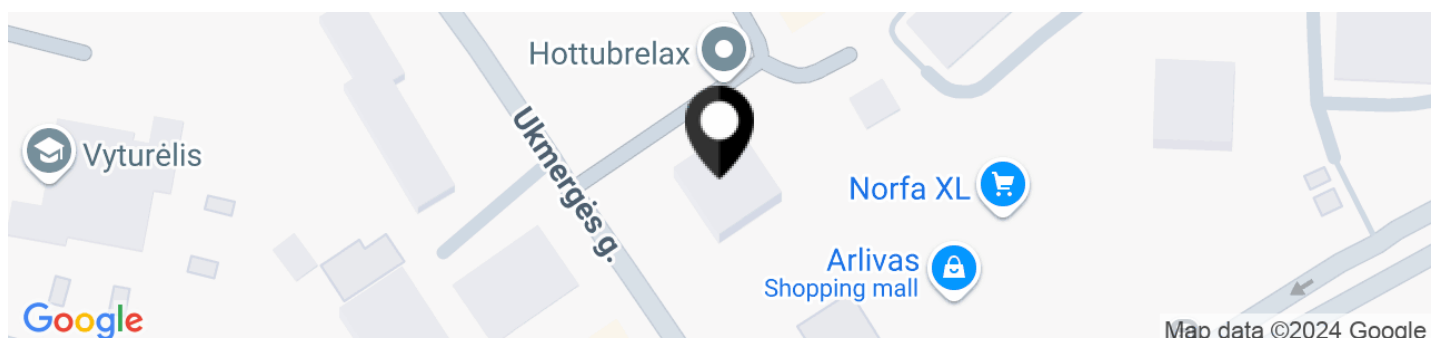 Hottubrelax
Ukmergės g.
Vyturėlis
Norfa XL
Arlivas
Shopping mall
Google
Map data ©2024 Google